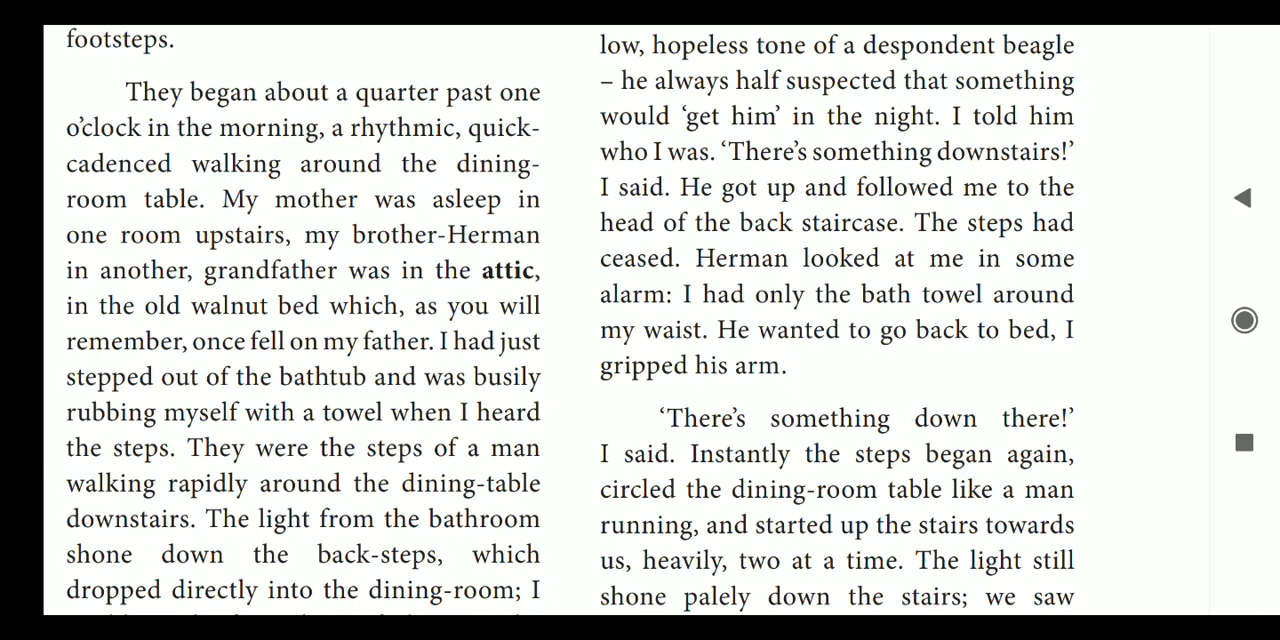 footsteps.
They began about a quarter past one
o’clock in the morning, a rhythmic, quick-
cadenced walking around the dining-
room table. My mother was asleep in
one room upstairs, my brother-Herman
in another, grandfather was in the attic,
in the old walnut bed which, as you will
remember, once fell on my father. I had just
stepped out of the bathtub and was busily
rubbing myself with a towel when I heard
the steps. They were the steps of a man
walking rapidly around the dining-table
downstairs. The light from the bathroom
shone down the back-steps, which
dropped directly into the dining-room; I
low, hopeless tone of a despondent beagle
– he always half suspected that something
would ‘get him’ in the night. I told him
who I was. ‘There’s something downstairs!’
I said. He got up and followed me to the
head of the back staircase. The steps had
ceased. Herman looked at me in some
alarm: I had only the bath towel around
my waist. He wanted to go back to bed, I
gripped his arm.
‘There’s something down there!’
I said. Instantly the steps began again,
circled the dining-room table like a man
running, and started up the stairs towards
us, heavily, two at a time. The light still
shone palely down the stairs; we saw